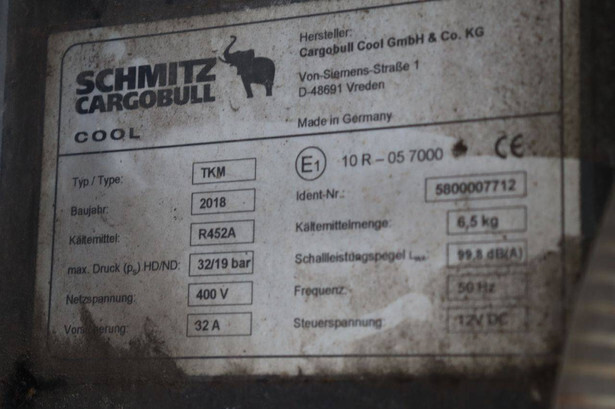 SCHMITZ
CARGOBULL
COOL
Hersteller:
Cargobull Cool GmbH & Co. KG
Von-Siemens-Straße 1
D-48691 Vreden
Made in Germany
E1 10 R – 05 7000 CE
Typ / Type: TKM
Ident-Nr.: 5800007712
Baujahr: 2018
Kältemittelmenge: 6,5 kg
Kältemittel: R452A
Schallleistungspegel 99,8 dB(A)
max. Druck (ps) HD/ND: 32/19 bar
Frequenz: 50 Hz
Netzspannung: 400 V
Steuerspannung: 12V DC
Vorsicherung: 32 A